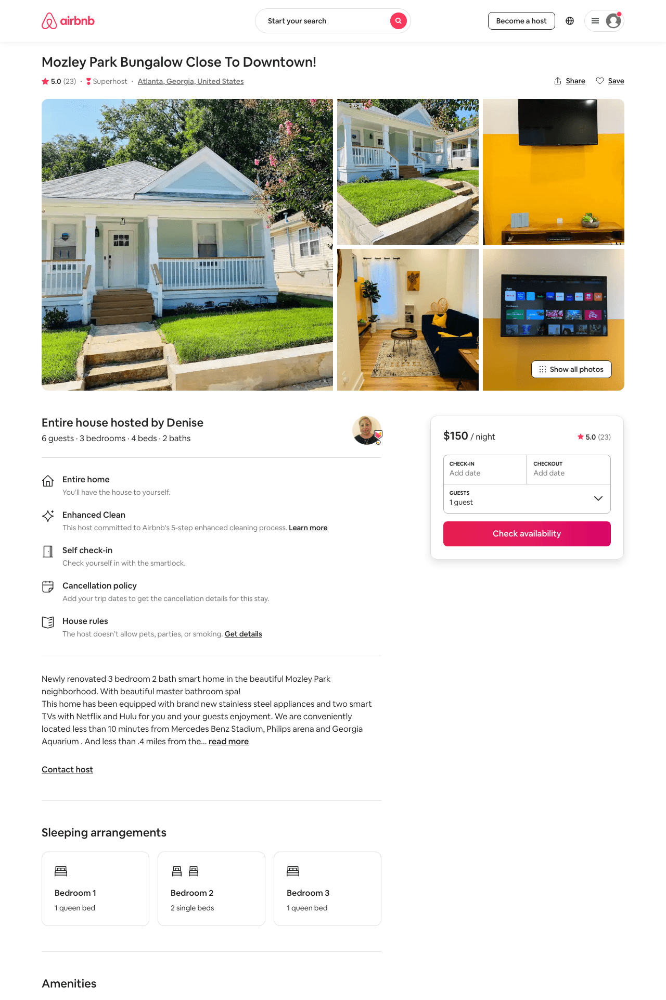 airbnb
Start your search
Become a host
Mozley Park Bungalow Close To Downtown!
5.0 (23) · Superhost · Atlanta, Georgia, United States
Share
Save
Show all photos
Entire house hosted by Denise
6 guests · 3 bedrooms · 4 beds · 2 baths
Entire home
You'll have the house to yourself.
Enhanced Clean
This host committed to Airbnb's 5-step enhanced cleaning process. Learn more
Self check-in
Check yourself in with the smartlock.
Cancellation policy
Add your trip dates to get the cancellation details for this stay.
House rules
The host doesn't allow pets, parties, or smoking. Get details
$150 / night
5.0 (23)
CHECK-IN
Add date
CHECKOUT
Add date
GUESTS
1 guest
Check availability
Newly renovated 3 bedroom 2 bath smart home in the beautiful Mozley Park
neighborhood. With beautiful master bathroom spa!
This home has been equipped with brand new stainless steel appliances and two smart
TVs with Netflix and Hulu for you and your guests enjoyment. We are conveniently
located less than 10 minutes from Mercedes Benz Stadium, Philips arena and Georgia
Aquarium . And less than .4 miles from the... read more
Contact host
Sleeping arrangements
Bedroom 1
1 queen bed
Bedroom 2
2 single beds
Bedroom 3
1 queen bed
Amenities